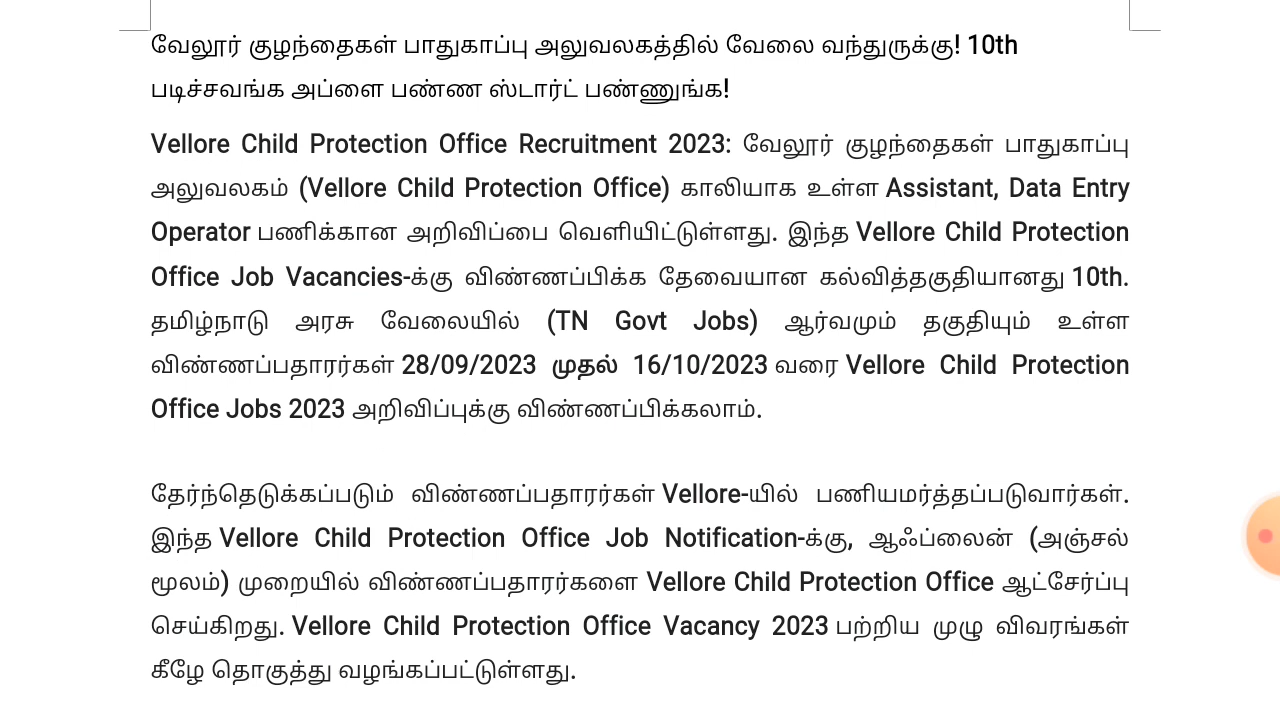 வேலூர் குழந்தைகள் பாதுகாப்பு அலுவலகத்தில் வேலை வந்துருக்கு! 10th
படிச்சவங்க அப்ளை பண்ண ஸ்டார்ட் பண்ணுங்க!
Vellore Child Protection Office Recruitment 2023: வேலூர் குழந்தைகள் பாதுகாப்பு
அலுவலகம் (Vellore Child Protection Office) காலியாக உள்ள Assistant, Data Entry
Operator பணிக்கான அறிவிப்பை வெளியிட்டுள்ளது. இந்த Vellore Child Protection
Office Job Vacancies-க்கு விண்ணப்பிக்க தேவையான கல்வித்தகுதியானது 10th.
தமிழ்நாடு அரசு வேலையில் (TN Govt Jobs) ஆர்வமும் தகுதியும் உள்ள
விண்ணப்பதாரர்கள் 28/09/2023 முதல் 16/10/2023 வரை Vellore Child Protection
Office Jobs 2023 அறிவிப்புக்கு விண்ணப்பிக்கலாம்.
தேர்ந்தெடுக்கப்படும் விண்ணப்பதாரர்கள் Vellore-யில் பணியமர்த்தப்படுவார்கள்.
இந்த Vellore Child Protection Office Job Notification-க்கு, ஆஃப்லைன் (அஞ்சல்
மூலம்) முறையில் விண்ணப்பதாரர்களை Vellore Child Protection Office ஆட்சேர்ப்பு
செய்கிறது. Vellore Child Protection Office Vacancy 2023 பற்றிய முழு விவரங்கள்
கீழே தொகுத்து வழங்கப்பட்டுள்ளது.